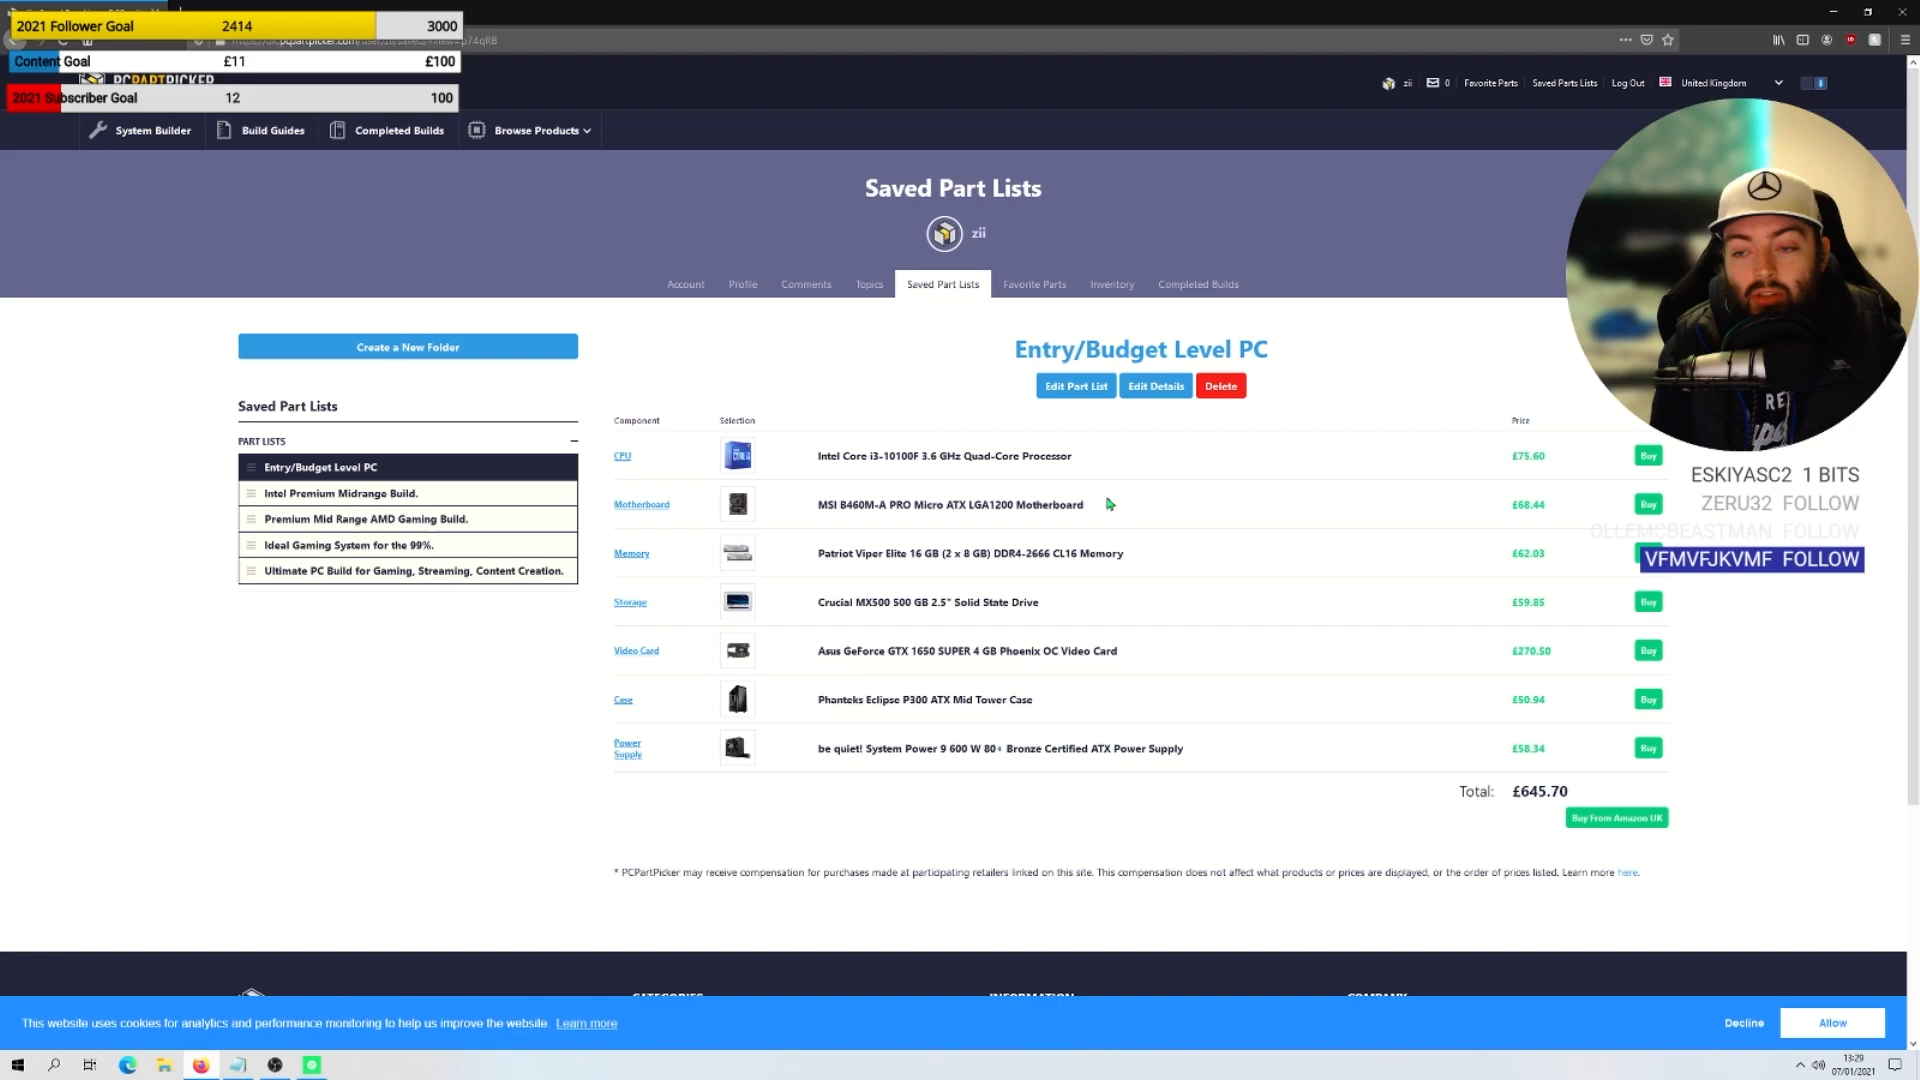 2021 Follower Goal 2414 3000
pcpartpicker.com
Content Goal £11 £100
PCPARTPICKER
zii 0 Favorite Parts Saved Parts Lists Log Out United Kingdom
2021 Subscriber Goal 12 100
System Builder Build Guides Completed Builds Browse Products
Saved Part Lists
zii
Account Profile Comments Topics Saved Part Lists Favorite Parts Inventory Completed Builds
Create a New Folder
Entry/Budget Level PC
Edit Part List Edit Details Delete
Saved Part Lists
PART LISTS
Entry/Budget Level PC
Intel Premium Midrange Build.
Premium Mid Range AMD Gaming Build.
Ideal Gaming System for the 99%.
Ultimate PC Build for Gaming, Streaming, Content Creation.
Component Selection Price
CPU Intel Core i3-10100F 3.6 GHz Quad-Core Processor £75.60 Buy
Motherboard MSI B460M-A PRO Micro ATX LGA1200 Motherboard £68.44 Buy
Memory Patriot Viper Elite 16 GB (2 x 8 GB) DDR4-2666 CL16 Memory £62.03
Storage Crucial MX500 500 GB 2.5" Solid State Drive £59.85 Buy
Video Card Asus GeForce GTX 1650 SUPER 4 GB Phoenix OC Video Card £270.50 Buy
Case Phanteks Eclipse P300 ATX Mid Tower Case £50.94 Buy
Power Supply be quiet! System Power 9 600 W 80+ Bronze Certified ATX Power Supply £58.34 Buy
Total: £645.70
Buy From Amazon UK
ESKIYASC2 1 BITS
ZERU32 FOLLOW
OLLEMCBEASTMAN FOLLOW
VFMVFJKVMF FOLLOW
* PCPartPicker may receive compensation for purchases made at participating retailers linked on this site. This compensation does not affect what products or prices are displayed, or the order of prices listed. Learn more here.
CATEGORIES INFORMATION COMPANY
This website uses cookies for analytics and performance monitoring to help us improve the website. Learn more
Decline Allow
13:29
07/01/2021